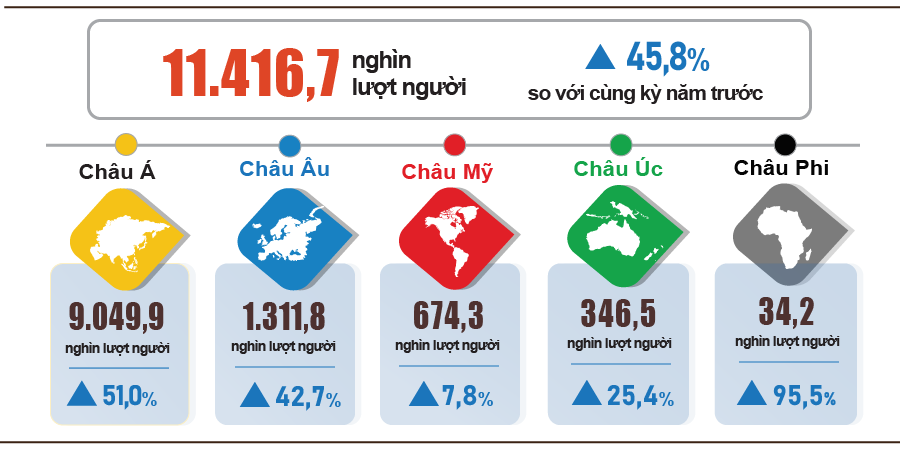 11.416,7 nghìn
lượt người
45,8%
so với cùng kỳ năm trước
Châu Á
Châu Âu
Châu Mỹ
Châu Úc
Châu Phi
9.049,9
nghìn lượt người
51,0%
1.311,8
nghìn lượt người
42,7%
674,3
nghìn lượt người
7,8%
346,5
nghìn lượt người
25,4%
34,2
nghìn lượt người
95,5%